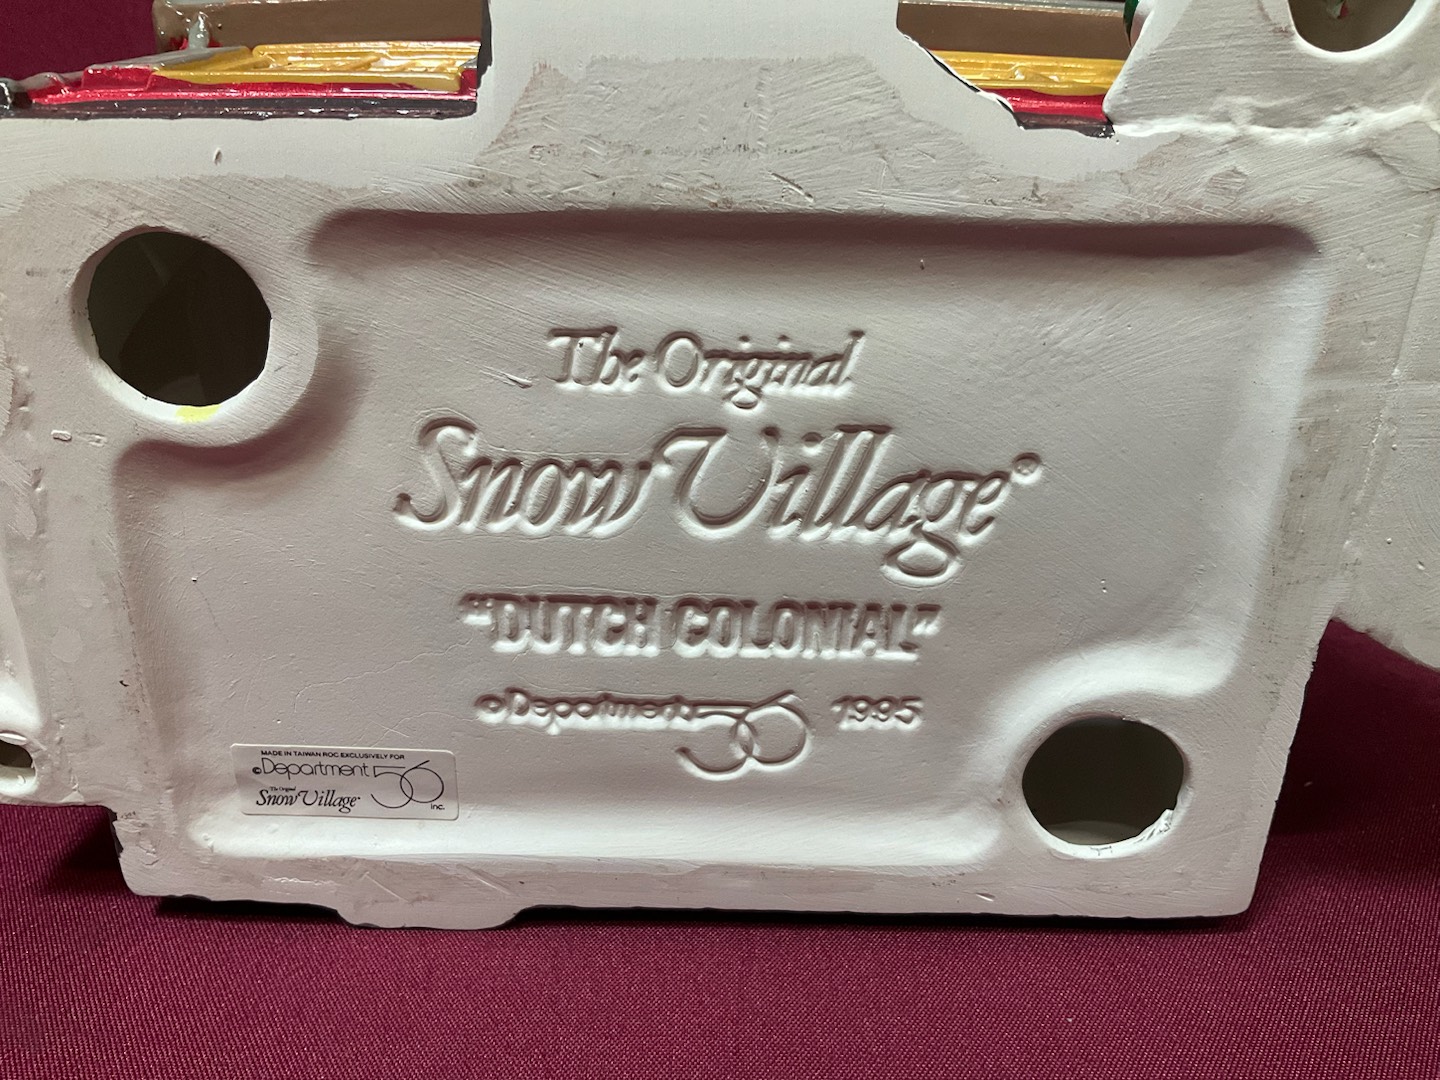 The Original
Snow Village®
"DUTCH COLONIAL"
©Department 56 1995
MADE IN TAIWAN ROC EXCLUSIVELY FOR
©Department 56
The Original
Snow Village®
inc.